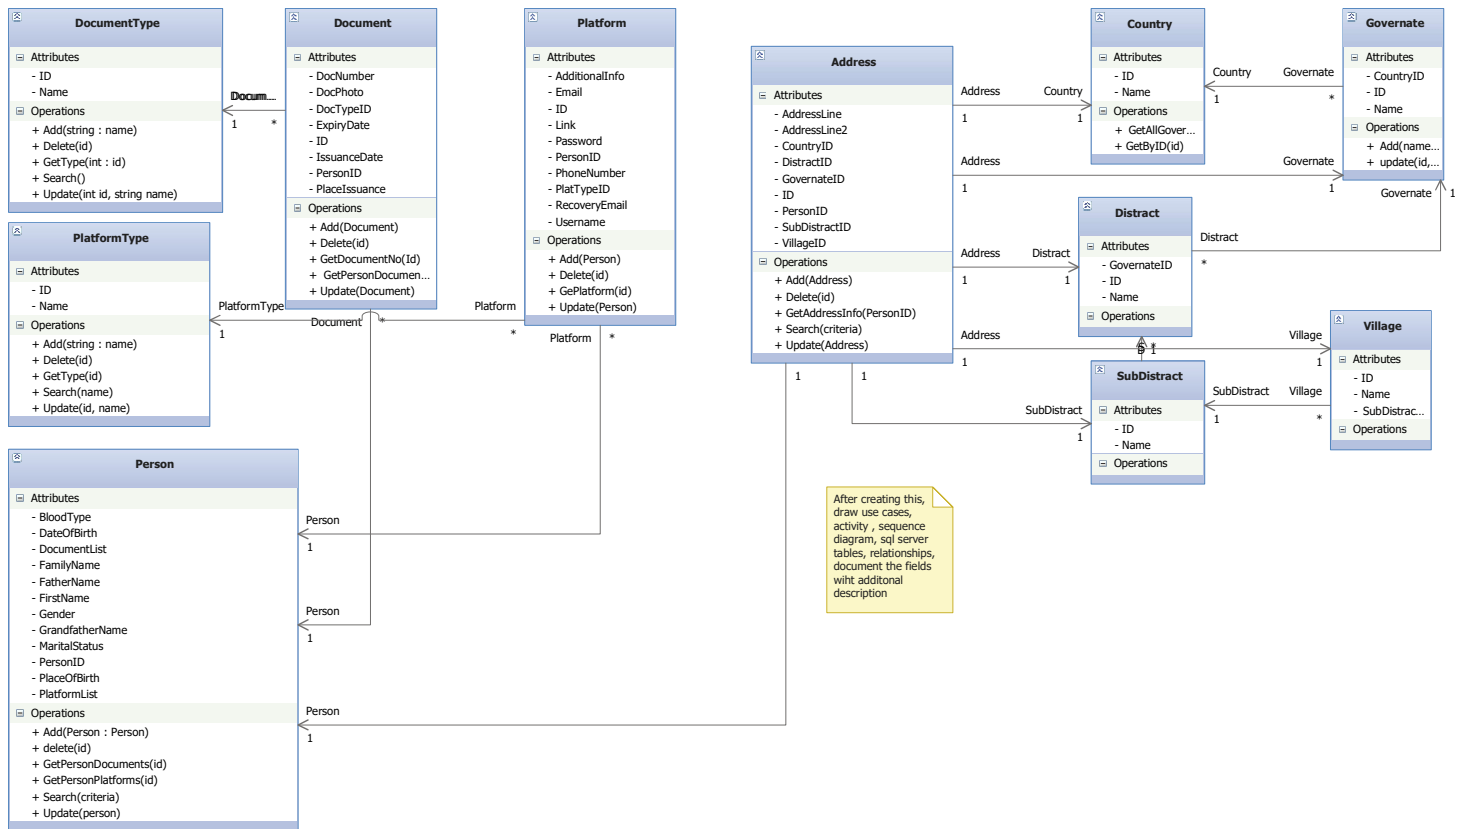 DocumentType
Attributes
- ID
- Name
Operations
+ Add(string : name)
+ Delete(id)
+ GetType(int : id)
+ Search()
+ Update(int id, string name)
Docum...
1
*
Document
Attributes
- DocNumber
- DocPhoto
- DocTypeID
- ExpiryDate
- ID
- IssuanceDate
- PersonID
- PlaceIssuance
Operations
+ Add(Document)
+ Delete(id)
+ GetDocumentNo(Id)
+ GetPersonDocumen...
+ Update(Document)
Platform
Attributes
- AdditionalInfo
- Email
- ID
- Link
- Password
- PersonID
- PhoneNumber
- PlatTypeID
- RecoveryEmail
- Username
Operations
+ Add(Person)
+ Delete(id)
+ GePlatform(id)
+ Update(Person)
PlatformType
Attributes
- ID
- Name
Operations
+ Add(string : name)
+ Delete(id)
+ GetType(id)
+ Search(name)
+ Update(id, name)
PlatformType
1
Platform
*
Document
*
Platform
*
Person
Attributes
- BloodType
- DateOfBirth
- DocumentList
- FamilyName
- FatherName
- FirstName
- Gender
- GrandfatherName
- MaritalStatus
- PersonID
- PlaceOfBirth
- PlatformList
Operations
+ Add(Person : Person)
+ delete(id)
+ GetPersonDocuments(id)
+ GetPersonPlatforms(id)
+ Search(criteria)
+ Update(person)
Person
1
Person
1
Person
1
Address
Attributes
- AddressLine
- AddressLine2
- CountryID
- DistractID
- GovernateID
- ID
- PersonID
- SubDistractID
- VillageID
Operations
+ Add(Address)
+ Delete(id)
+ GetAddressInfo(PersonID)
+ Search(criteria)
+ Update(Address)
1
1
Address
1
Country
1
Address
1
Governate
1
Address
1
Distract
1
Address
1
Village
1
SubDistract
1
Country
Attributes
- ID
- Name
Operations
+ GetAllGover...
+ GetByID(id)
Country
1
Governate
*
Governate
Attributes
- CountryID
- ID
- Name
Operations
+ Add(name...
+ update(id,...
Governate
1
Distract
Attributes
- GovernateID
- ID
- Name
Operations
Distract
*
1
SubDistract
Attributes
- ID
- Name
Operations
SubDistract
1
Village
*
Village
Attributes
- ID
- Name
- SubDistrac...
Operations
After creating this,
draw use cases,
activity , sequence
diagram, sql server
tables, relationships,
document the fields
wiht additonal
description